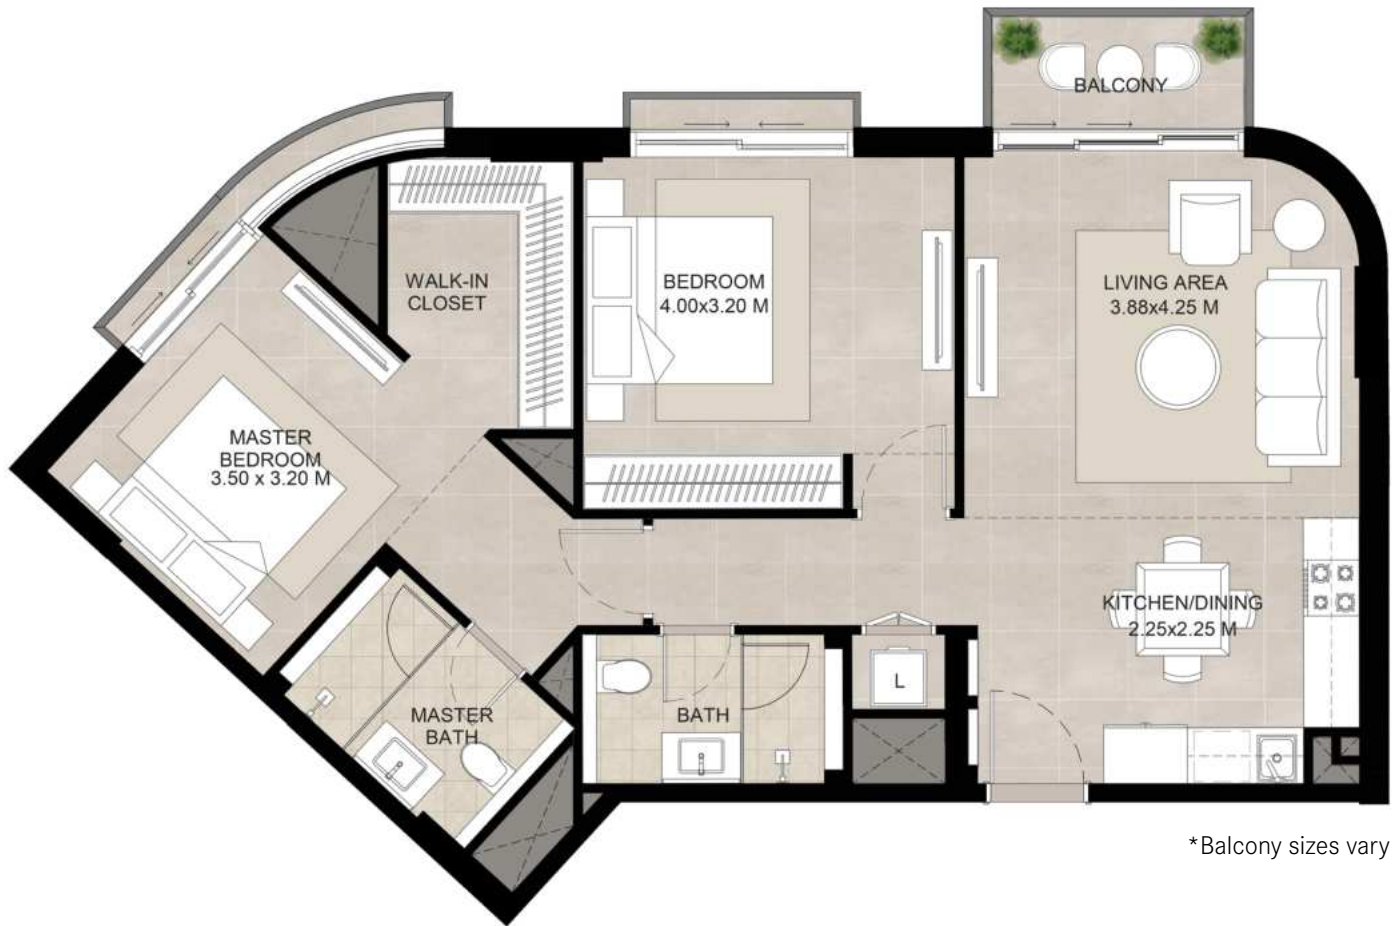 BALCONY
WALK-IN
CLOSET
BEDROOM
4.00x3.20 M
LIVING AREA
3.88x4.25 M
MASTER
BEDROOM
3.50 x 3.20 M
KITCHEN/DINING
2.25x2.25 M
L
MASTER
BATH
BATH
*Balcony sizes vary